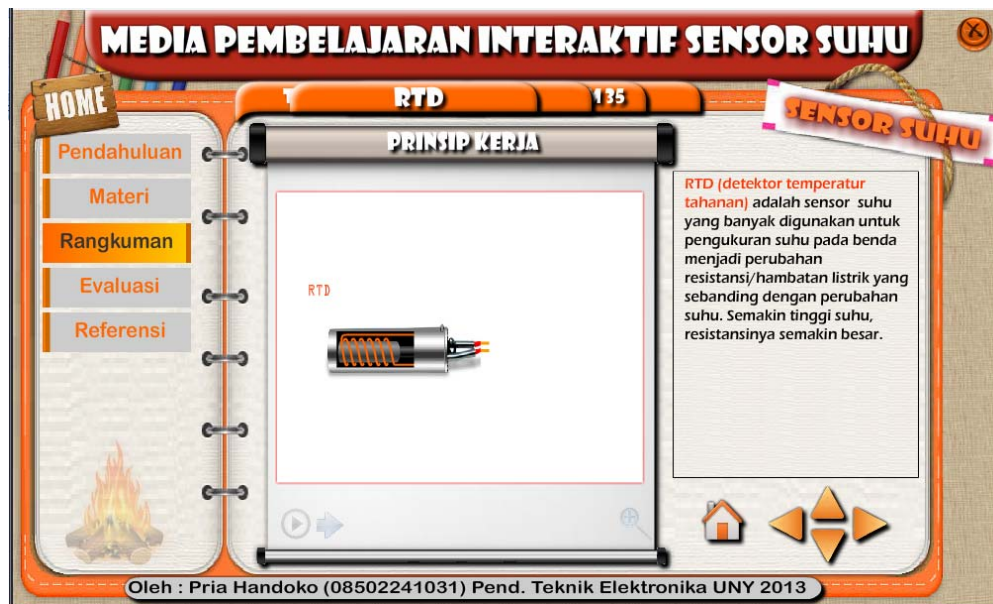 MEDIA PEMBELAJARAN INTERAKTIF SENSOR SUHU
HOME
T
RTD
135
SENSOR SUHU
PRINSIP KERJA
Pendahuluan
Materi
Rangkuman
Evaluasi
Referensi
RTD
RTD (detektor temperatur
tahanan) adalah sensor suhu
yang banyak digunakan untuk
pengukuran suhu pada benda
menjadi perubahan
resistansi/hambatan listrik yang
sebanding dengan perubahan
suhu. Semakin tinggi suhu,
resistansinya semakin besar.
Oleh : Pria Handoko (08502241031) Pend. Teknik Elektronika UNY 2013